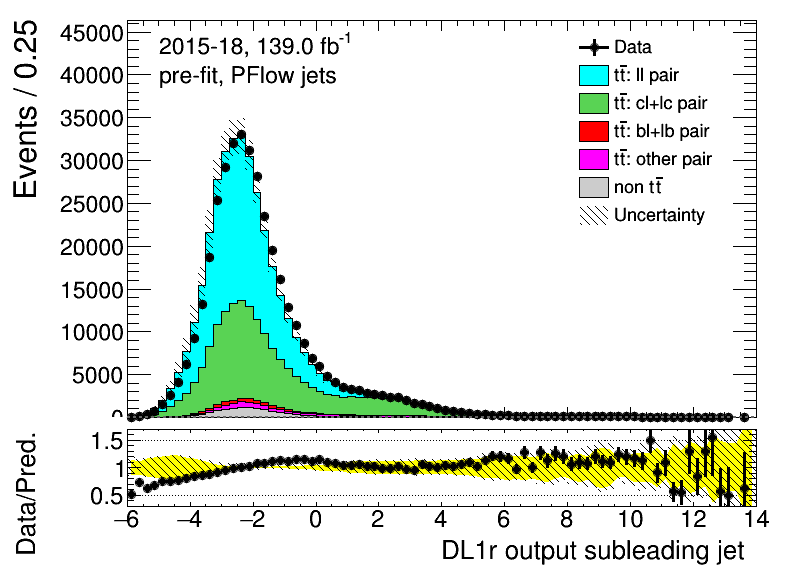 45000
40000
35000
30000
25000
20000
15000
10000
5000
0
Events / 0.25
2015-18, 139.0 fb-1
pre-fit, PFlow jets
Data
tt̄: ll pair
tt̄: cl+lc pair
tt̄: bl+lb pair
tt̄: other pair
non tt̄
Uncertainty
1.5
1
0.5
Data/Pred.
−6 −4 −2 0 2 4 6 8 10 12 14
DL1r output subleading jet